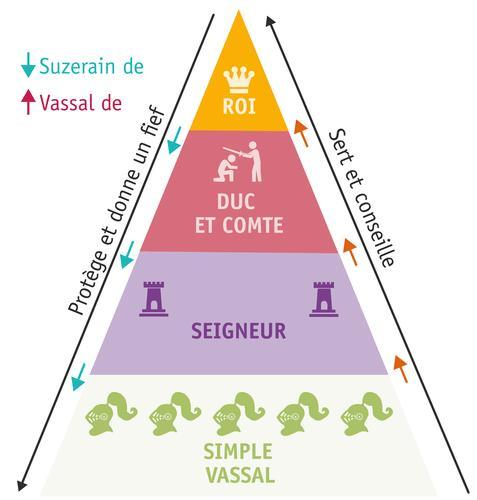 Suzerain de
Vassal de
Protège et donne un fief
Sert et conseille
ROI
DUC
ET COMTE
SEIGNEUR
SIMPLE
VASSAL